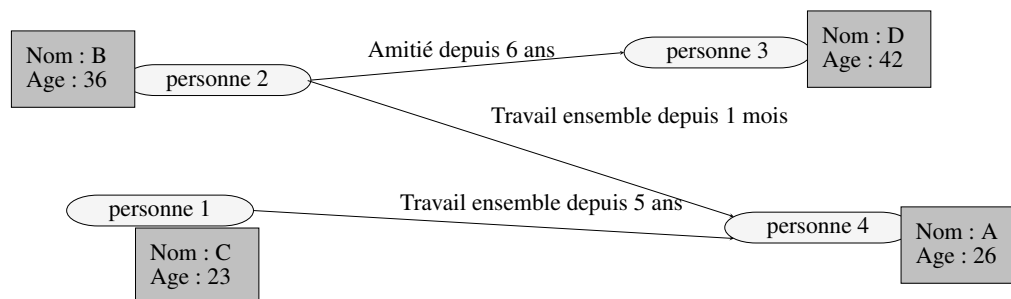 Nom : B
Age : 36
personne 2
Amitié depuis 6 ans
personne 3
Nom : D
Age : 42
Travail ensemble depuis 1 mois
personne 1
Nom : C
Age : 23
Travail ensemble depuis 5 ans
personne 4
Nom : A
Age : 26